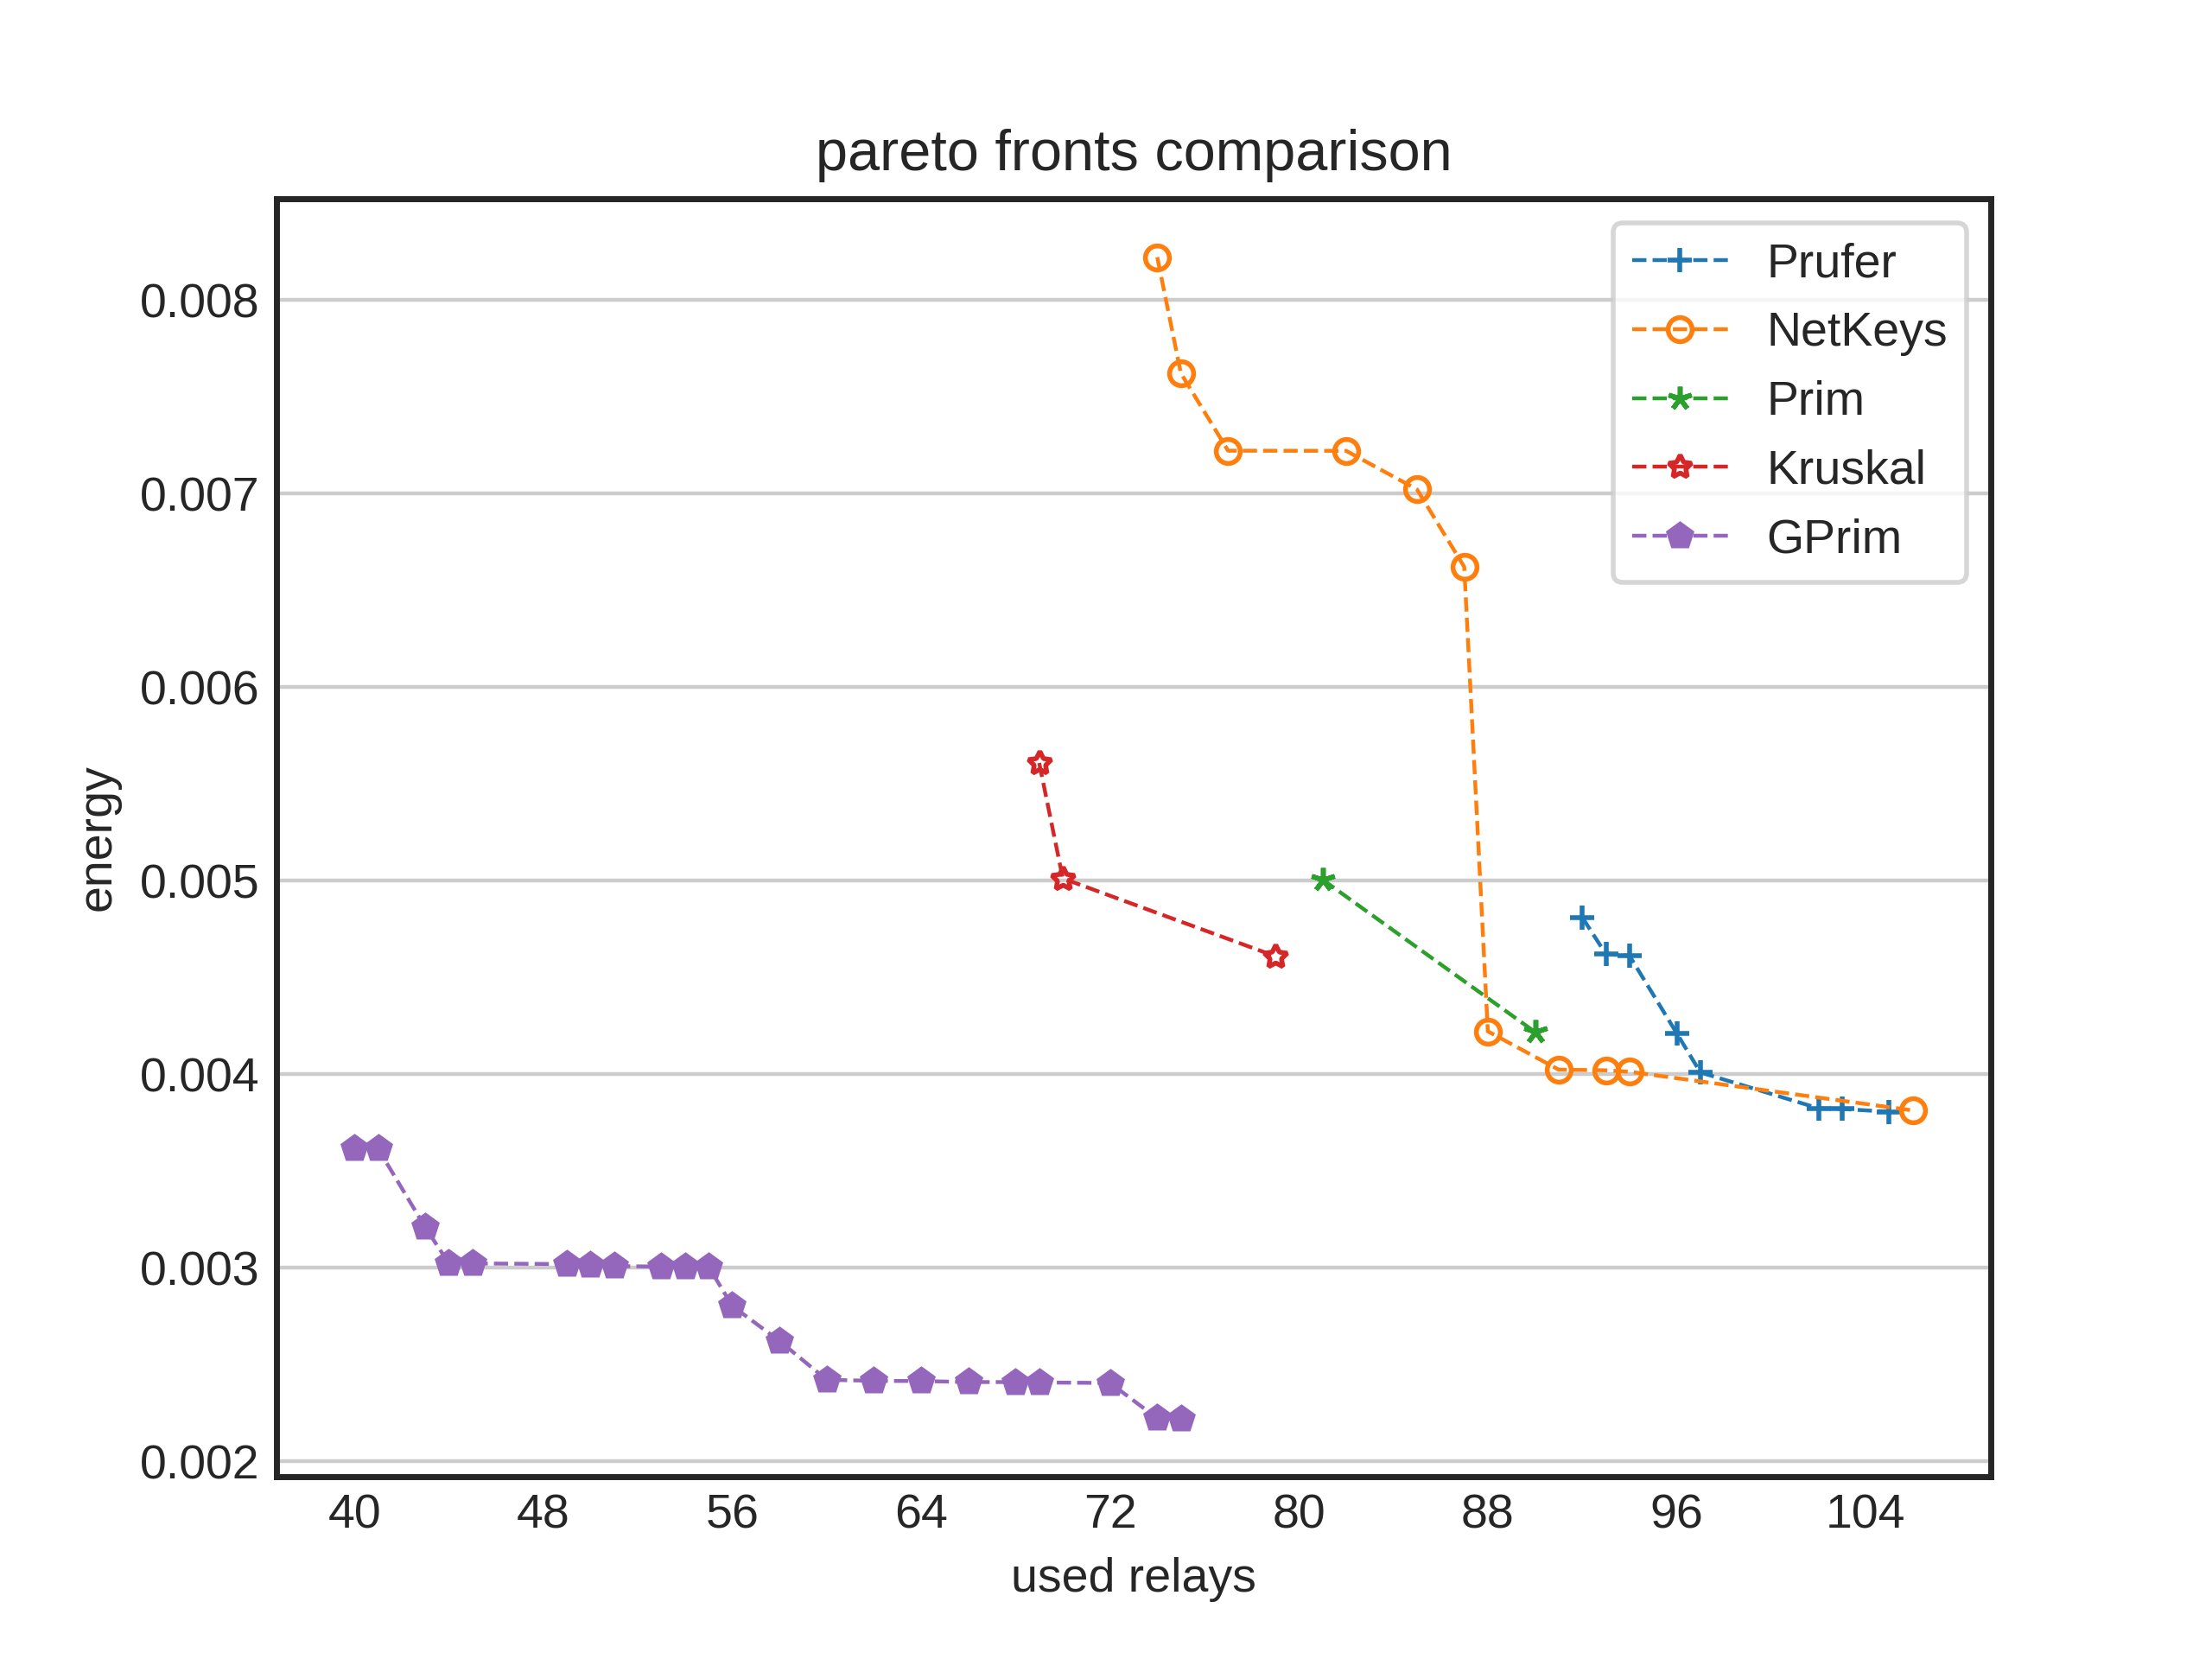 pareto fronts comparison
Prufer
NetKeys
Prim
Kruskal
GPrim
0.008
0.007
0.006
0.005
0.004
0.003
0.002
energy
40 48 56 64 72 80 88 96 104
used relays